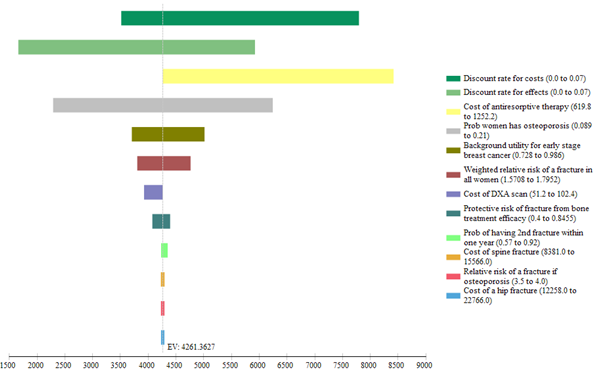 Discount rate for costs (0.0 to 0.07)
Discount rate for effects (0.0 to 0.07)
Cost of antiresorptive therapy (619.8
to 1252.2)
Prob women has osteoporosis (0.089
to 0.21)
Background utility for early stage
breast cancer (0.728 to 0.986)
Weighted relative risk of a fracture in
all women (1.5708 to 1.7952)
Cost of DXA scan (51.2 to 102.4)
Protective risk of fracture from bone
treatment efficacy (0.4 to 0.8455)
Prob of having 2nd fracture within
one year (0.57 to 0.92)
Cost of spine fracture (8381.0 to
15566.0)
Relative risk of a fracture if
osteoporosis (3.5 to 4.0)
Cost of a hip fracture (12258.0 to
22766.0)
EV: 4261.3627
1500 2000 2500 3000 3500 4000 4500 5000 5500 6000 6500 7000 7500 8000 8500 9000